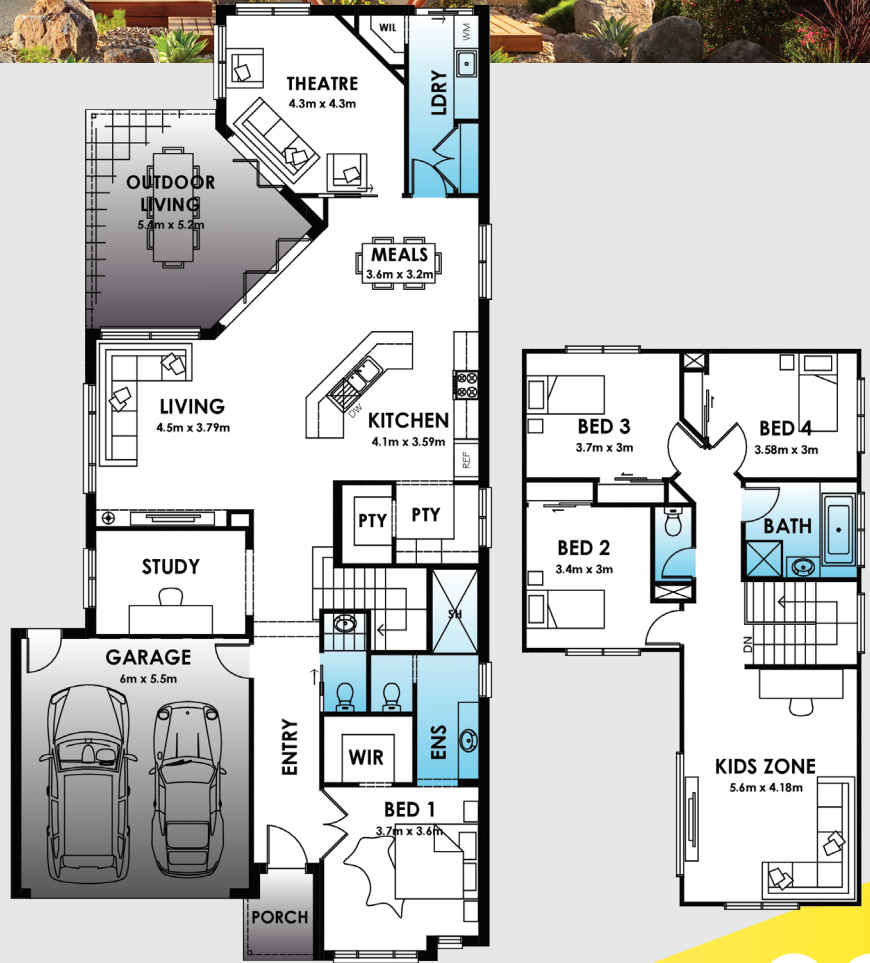 WIL
WM
THEATRE
4.3m x 4.3m
LDRY
OUTDOOR
LIVING
5.4m x 5.2m
MEALS
3.6m x 3.2m
LIVING
4.5m x 3.79m
DW
KITCHEN
4.1m x 3.59m
REF
PTY
PTY
STUDY
SH
GARAGE
6m x 5.5m
ENTRY
WIR
ENS
BED 1
3.7m x 3.6m
PORCH
BED 3
3.7m x 3m
BED 4
3.58m x 3m
BED 2
3.4m x 3m
BATH
DN
KIDS ZONE
5.6m x 4.18m